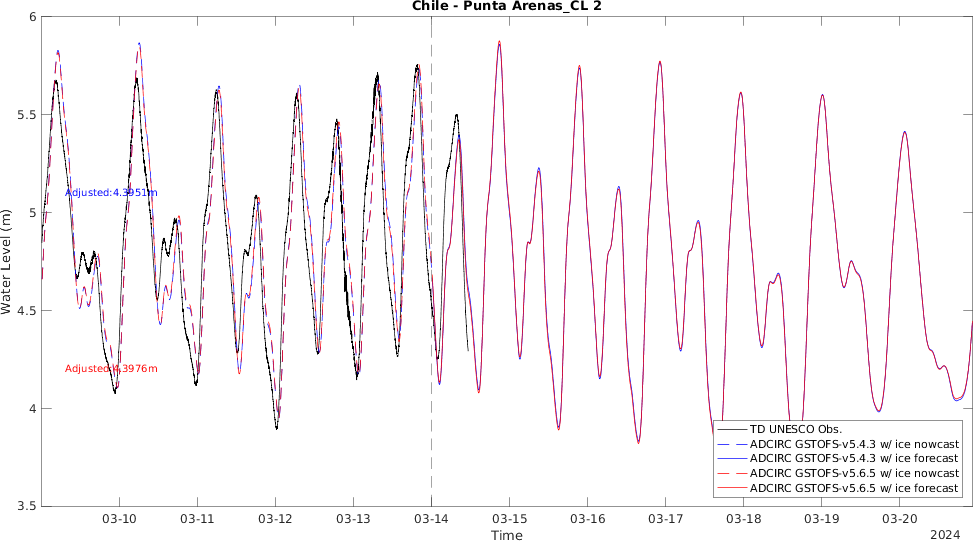 Chile - Punta Arenas_CL 2
6
5.5
5
4.5
4
3.5
Water Level (m)
Adjusted:4.3951m
Adjusted:4.3976m
TD UNESCO Obs.
ADCIRC GSTOFS-v5.4.3 w/ ice nowcast
ADCIRC GSTOFS-v5.4.3 w/ ice forecast
ADCIRC GSTOFS-v5.6.5 w/ ice nowcast
ADCIRC GSTOFS-v5.6.5 w/ ice forecast
03-10 03-11 03-12 03-13 03-14 03-15 03-16 03-17 03-18 03-19 03-20
Time
2024